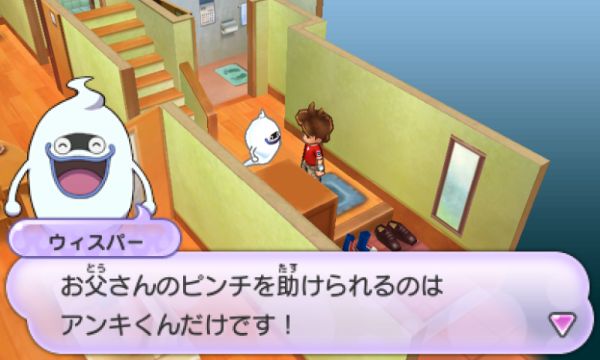 ウィスパー
お父さんのピンチを助けられるのは
アンキくんだけです！